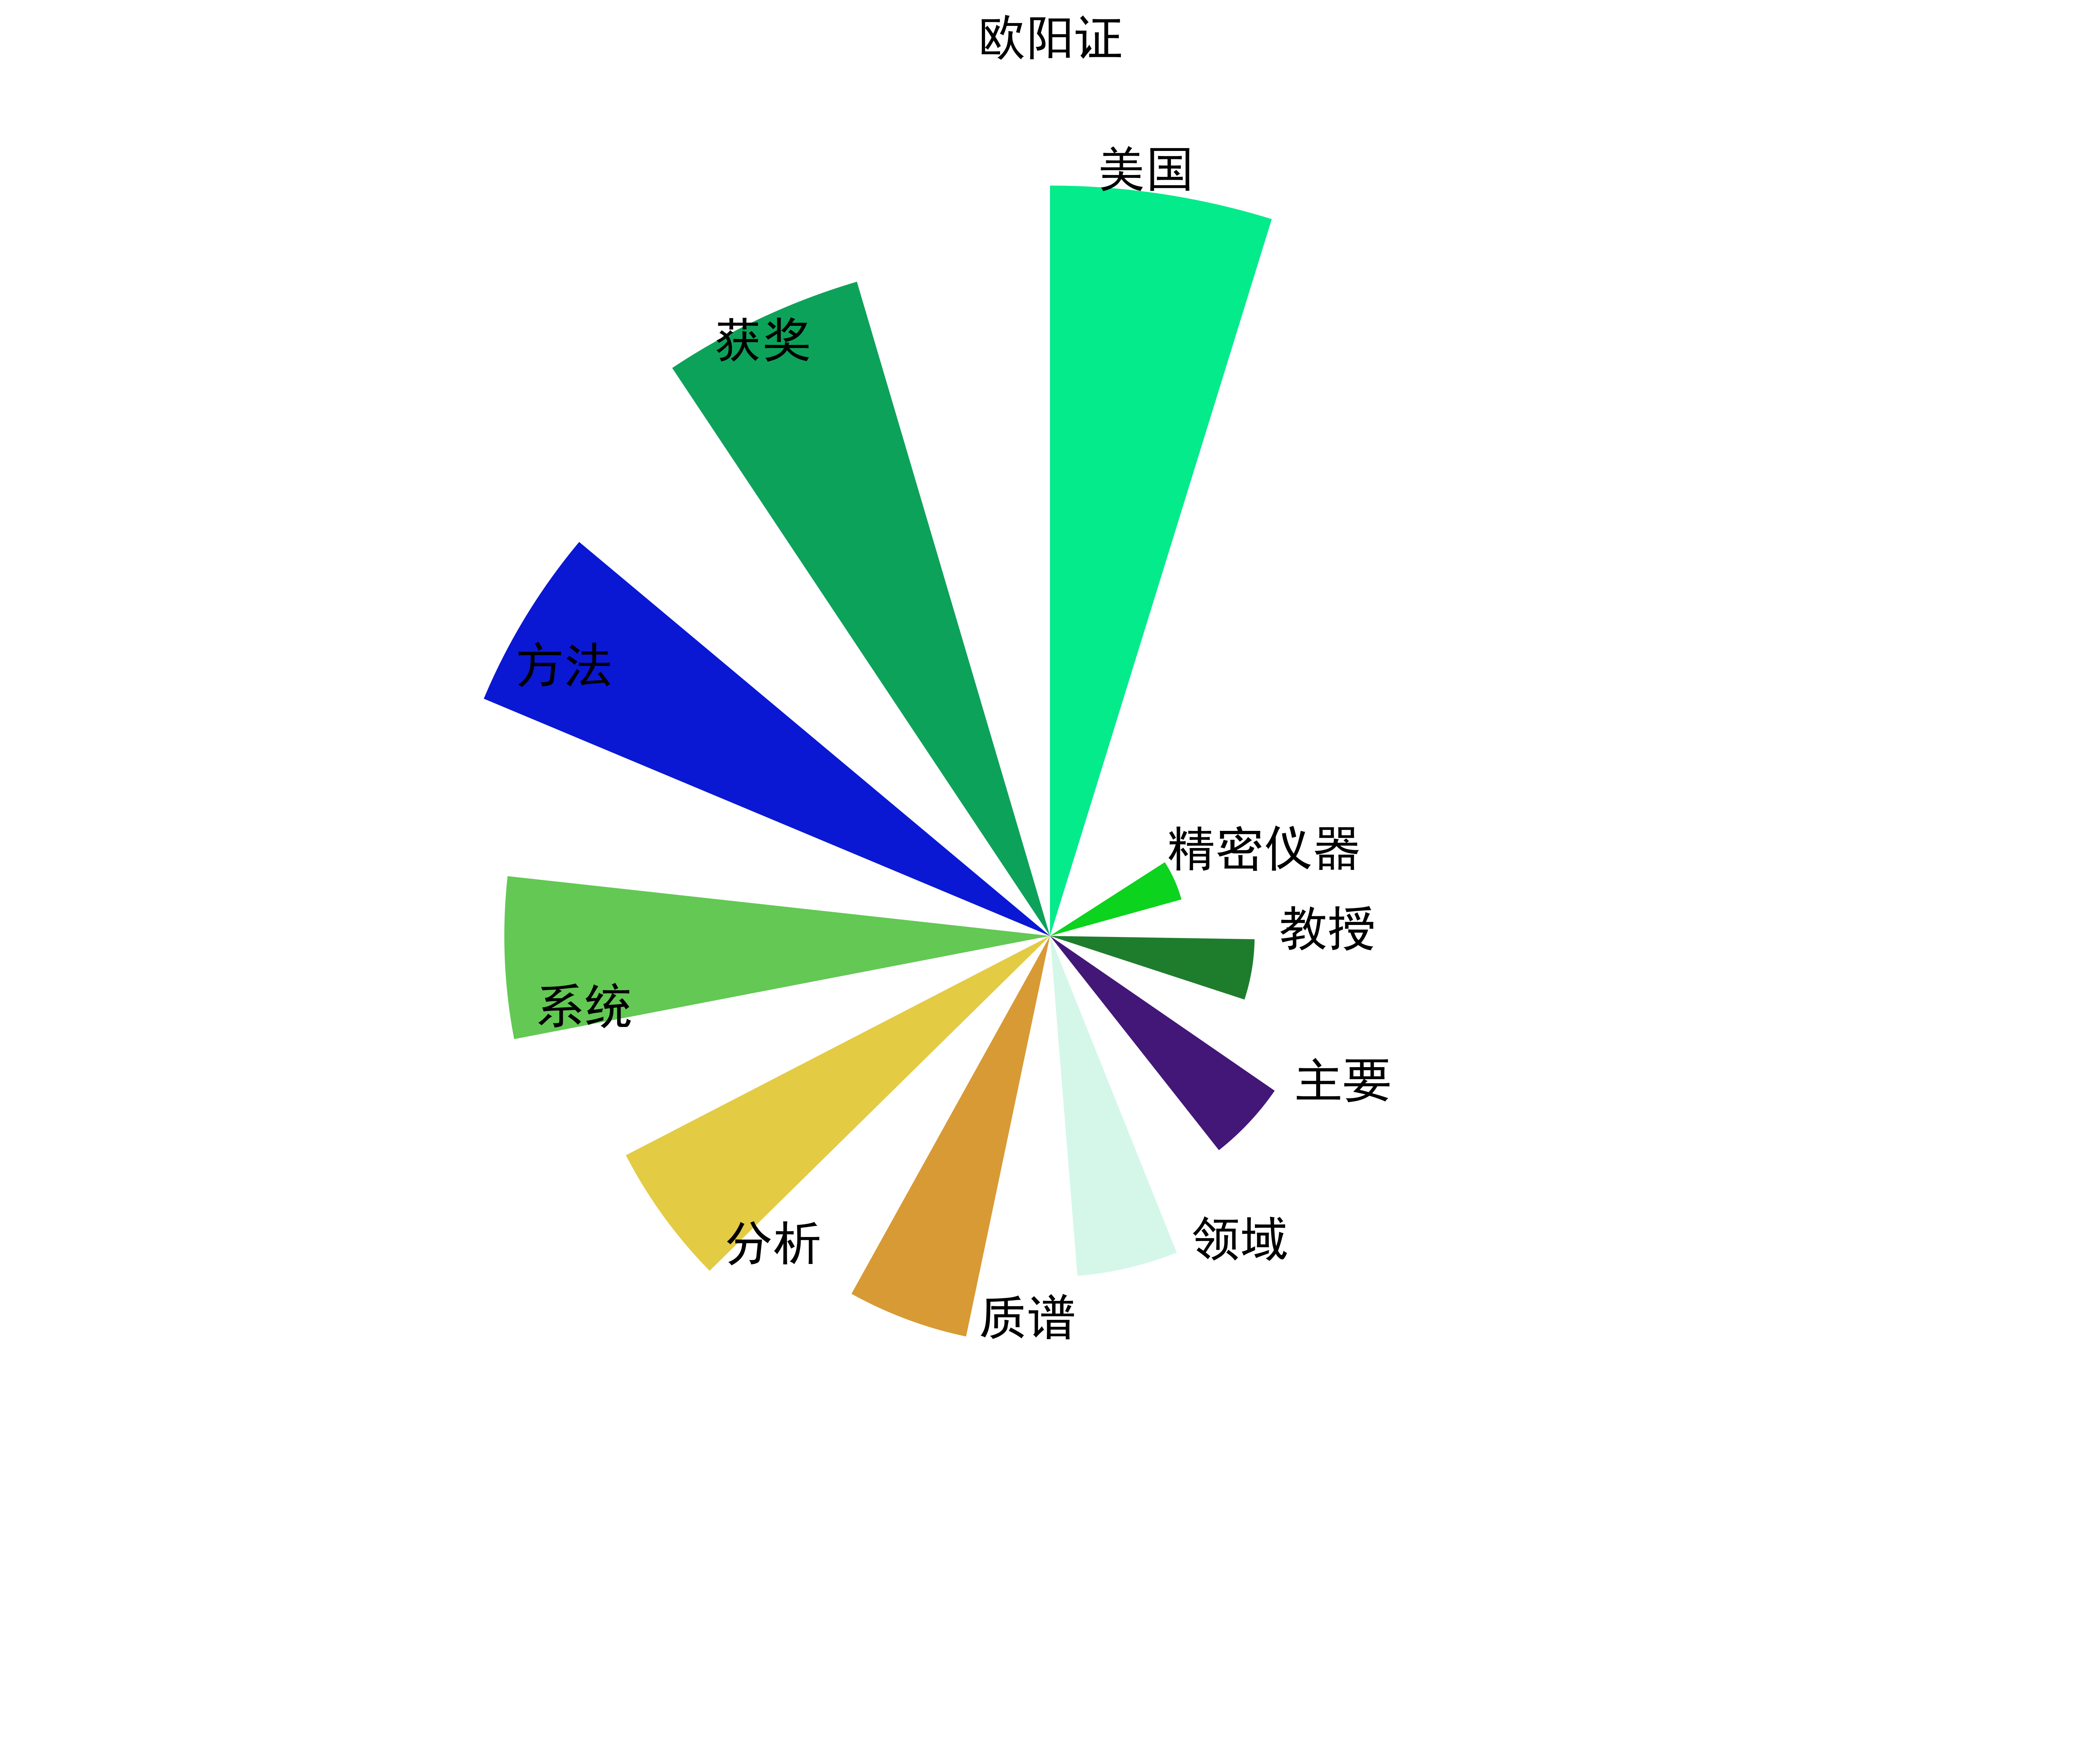 欧阳证
美国
获奖
方法
精密仪器
教授
系统
主要
领域
分析
质谱